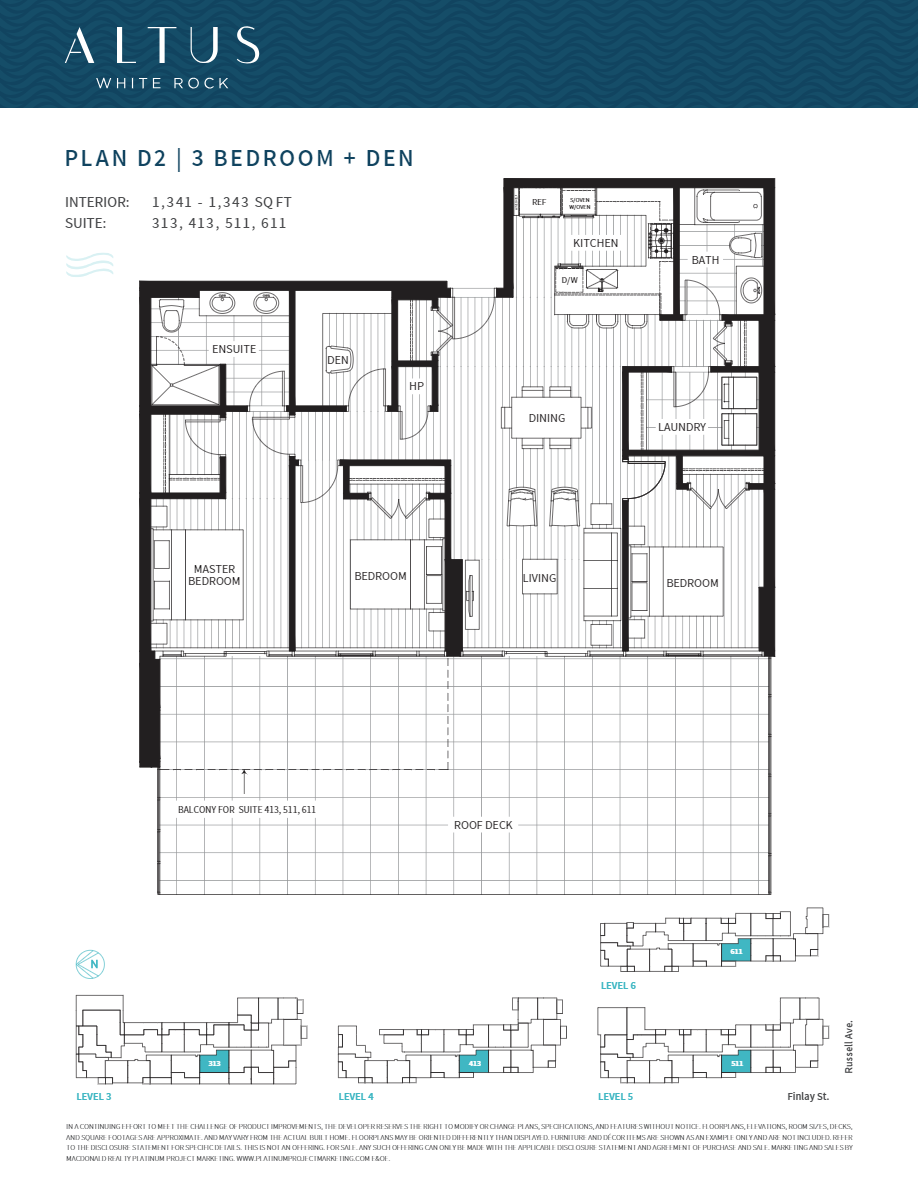 ALTUS
WHITE ROCK
PLAN D2 | 3 BEDROOM + DEN
INTERIOR: 1,341 - 1,343 SQ FT
SUITE: 313, 413, 511, 611
REF
S/OVEN
W/OVEN
KITCHEN
BATH
D/W
ENSUITE
DEN
HP
DINING
LAUNDRY
MASTER
BEDROOM
BEDROOM
LIVING
BEDROOM
BALCONY FOR SUITE 413, 511, 611
ROOF DECK
611
LEVEL 6
N
313
LEVEL 3
413
LEVEL 4
511
LEVEL 5
Russell Ave.
Finlay St.
IN A CONTINUING EFFORT TO MEET THE CHALLENGE OF PRODUCT IMPROVEMENTS, THE DEVELOPER RESERVES THE RIGHT TO MODIFY OR CHANGE PLANS, SPECIFICATIONS, AND FEATURES WITHOUT NOTICE. FLOORPLANS, ELEVATIONS, ROOM SIZES, DECKS,
AND SQUARE FOOTAGES ARE APPROXIMATE, AND MAY VARY FROM THE ACTUAL BUILT HOME. FLOORPLANS MAY BE ORIENTED DIFFERENTLY THAN DISPLAYED. FURNITURE AND DÉCOR ITEMS ARE SHOWN AS AN EXAMPLE ONLY AND ARE NOT INCLUDED. REFER
TO THE DISCLOSURE STATEMENT FOR SPECIFIC DETAILS. THIS IS NOT AN OFFERING. FOR SALE. ANY SUCH OFFERING CAN ONLY BE MADE WITH THE APPLICABLE DISCLOSURE STATEMENT AND AGREEMENT OF PURCHASE AND SALE. MARKETING AND SALES BY
MACDONALD REALTY PLATINUM PROJECT MARKETING. WWW.PLATINUMPROJECTMARKETING.COM E&OE.